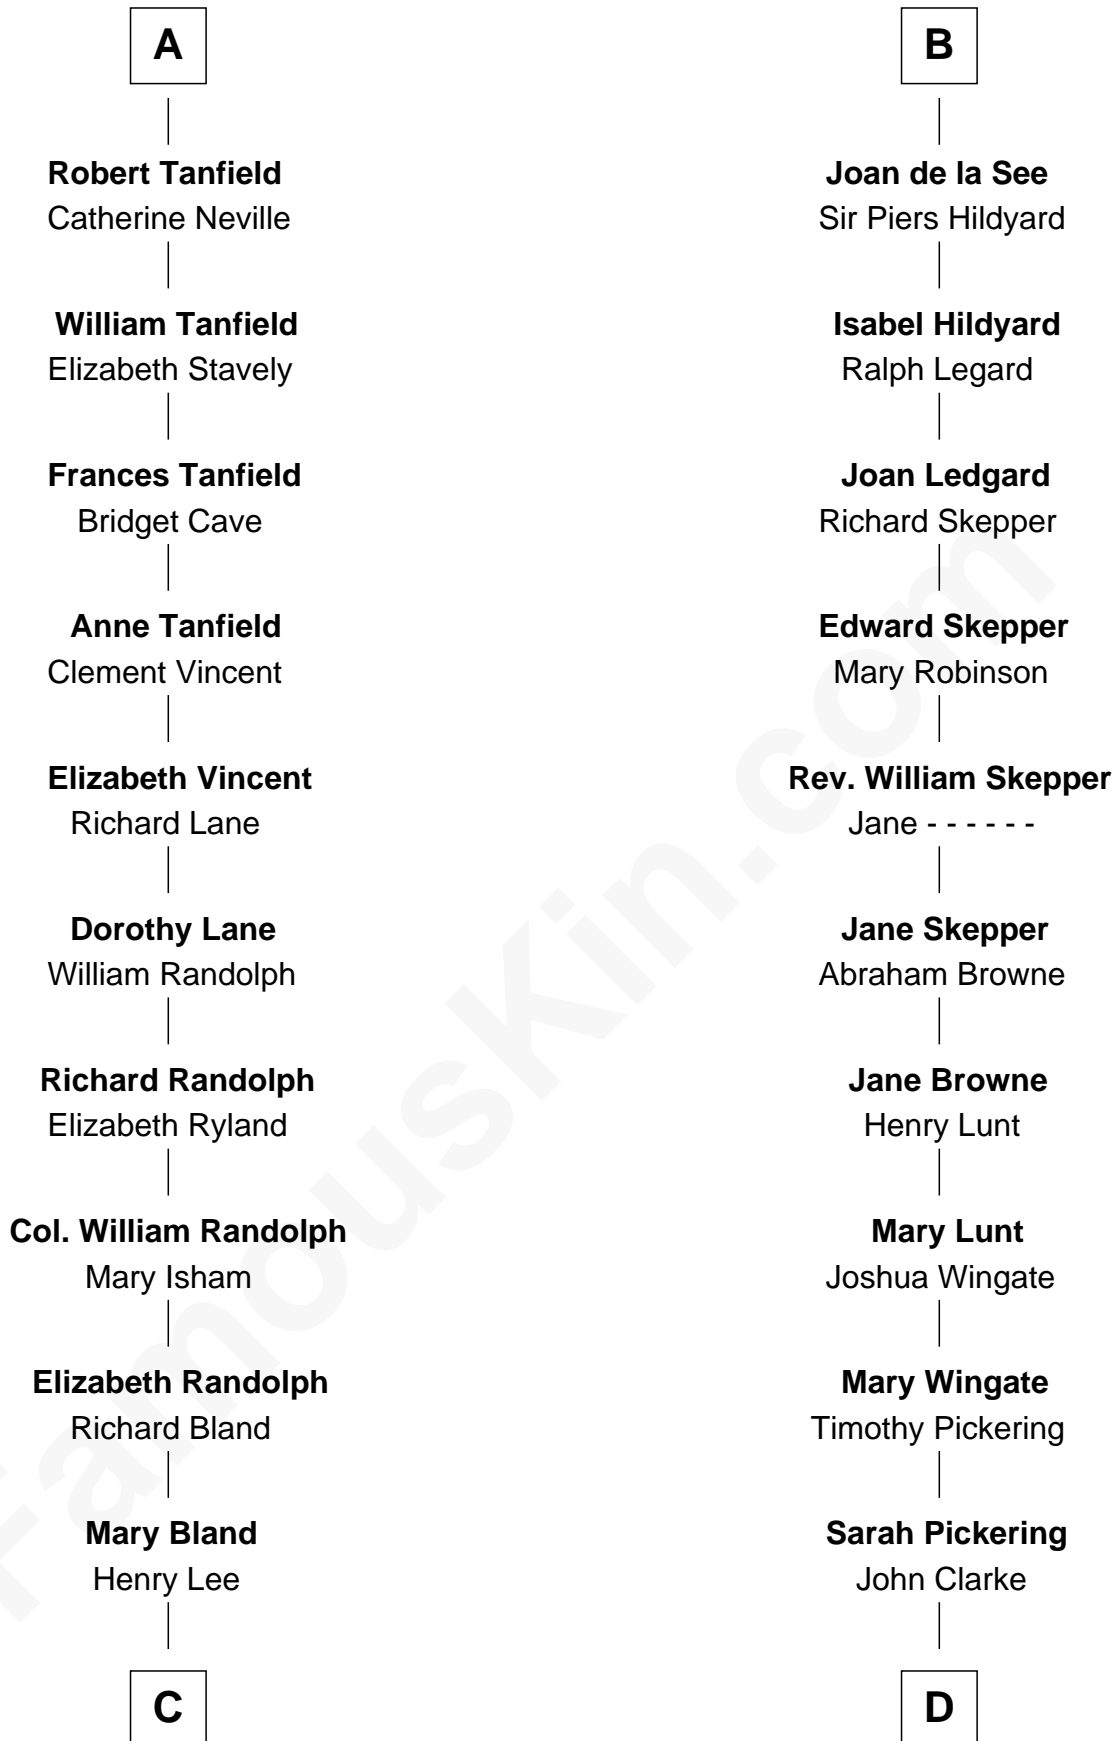 A
Robert Tanfield
Catherine Neville
William Tanfield
Elizabeth Stavely
Frances Tanfield
Bridget Cave
Anne Tanfield
Clement Vincent
Elizabeth Vincent
Richard Lane
Dorothy Lane
William Randolph
Richard Randolph
Elizabeth Ryland
Col. William Randolph
Mary Isham
Elizabeth Randolph
Richard Bland
Mary Bland
Henry Lee
C
B
Joan de la See
Sir Piers Hildyard
Isabel Hildyard
Ralph Legard
Joan Ledgard
Richard Skepper
Edward Skepper
Mary Robinson
Rev. William Skepper
Jane - - - - - -
Jane Skepper
Abraham Browne
Jane Browne
Henry Lunt
Mary Lunt
Joshua Wingate
Mary Wingate
Timothy Pickering
Sarah Pickering
John Clarke
D
FamousKin.com